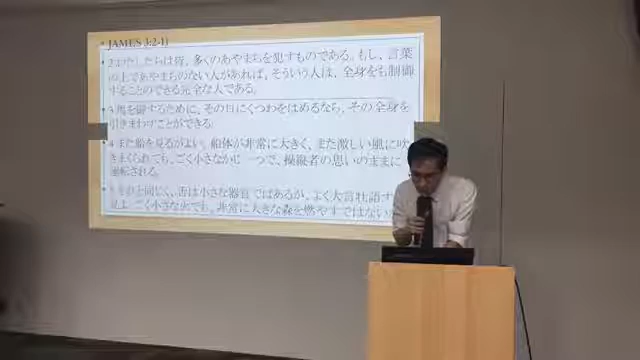 • JAMES 3:2-11
• 2 わたしたちは皆、多くのあやまちを犯すものである。もし、言葉
の上であやまちのない人があれば、そういう人は、全身をも制御
することのできる完全な人である。
• 3 馬を御するために、その口にくつわをはめるなら、その全身を
引きまわすことができる。
• 4 また船を見るがよい。船体が非常に大きく、また激しい風に吹
きまくられても、ごく小さなかじ一つで、操縦者の思いのままに
運転される。
• 5 それと同じく、舌は小さな器官ではあるが、よく大言壮語す
見よ、ごく小さな火でも、非常に大きな森を燃やすではない